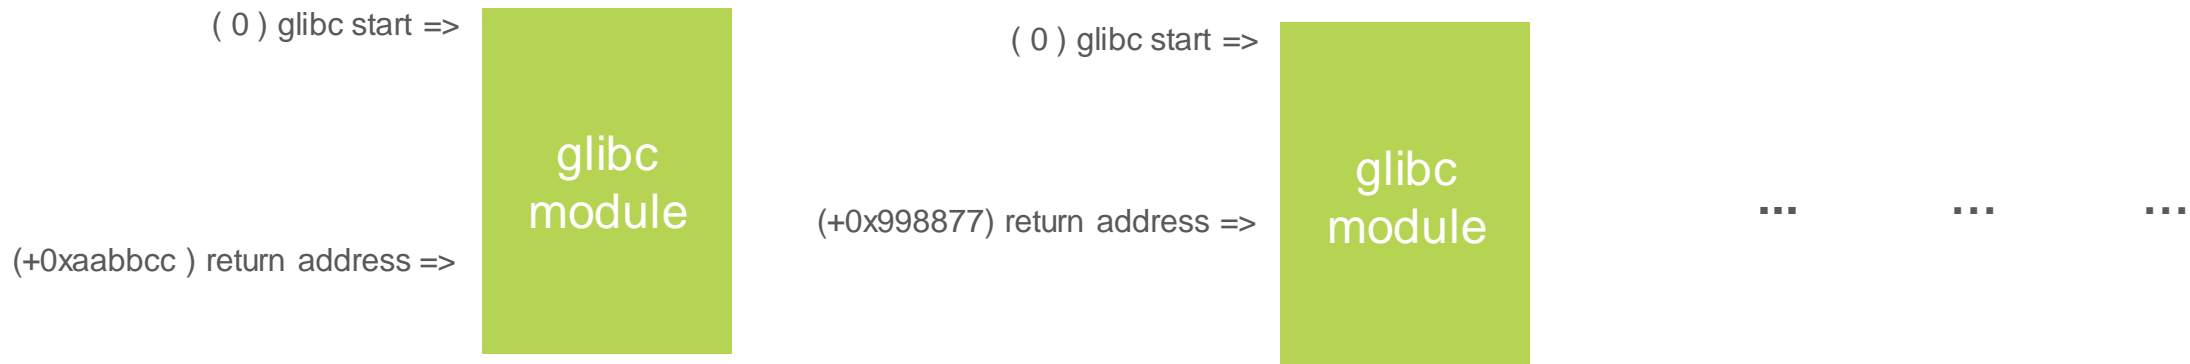 ( 0 ) glibc start =>
glibc
module
(+0xaabbcc ) return address =>
( 0 ) glibc start =>
glibc
module
(+0x998877) return address =>
... ... ...